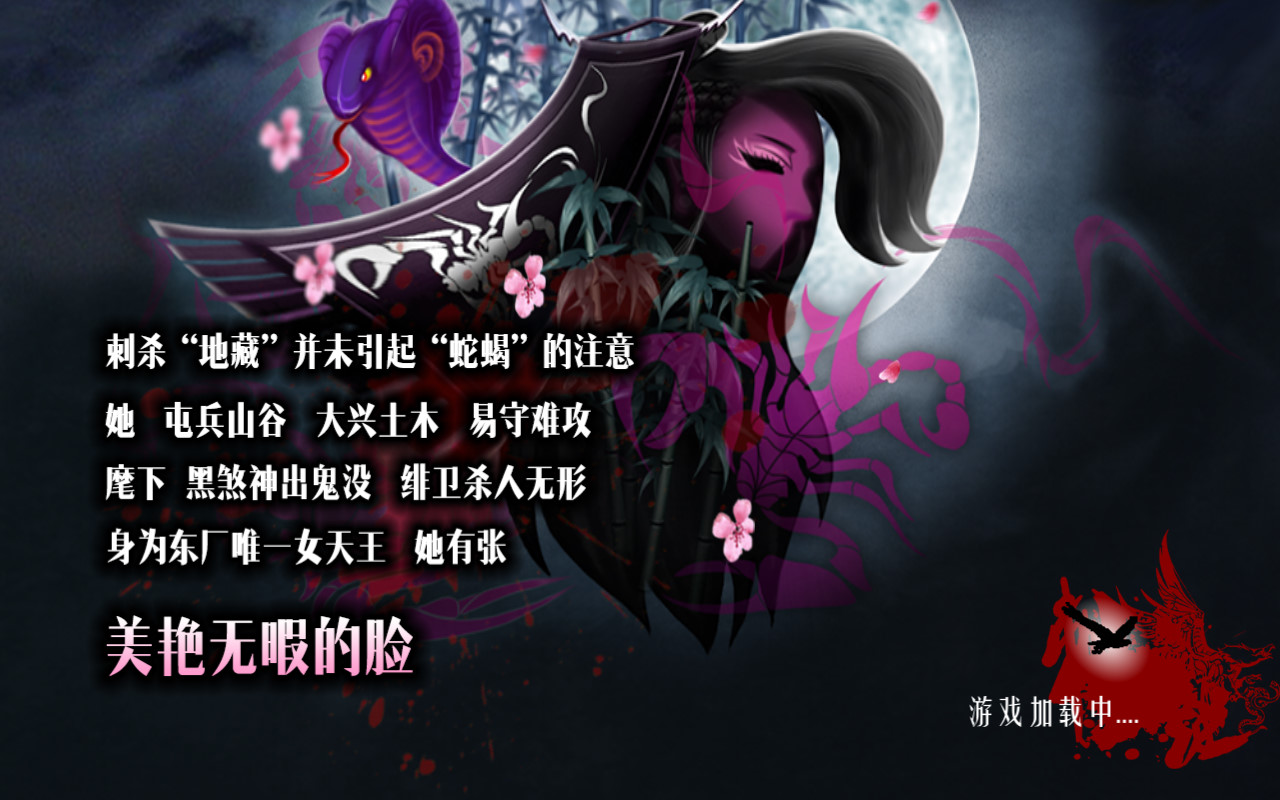 刺杀“地藏”并未引起“蛇蝎”的注意
她 屯兵山谷 大兴土木 易守难攻
麾下 黑煞神出鬼没 绯卫杀人无形
身为东厂唯一女天王 她有张
美艳无暇的脸
游戏加载中....